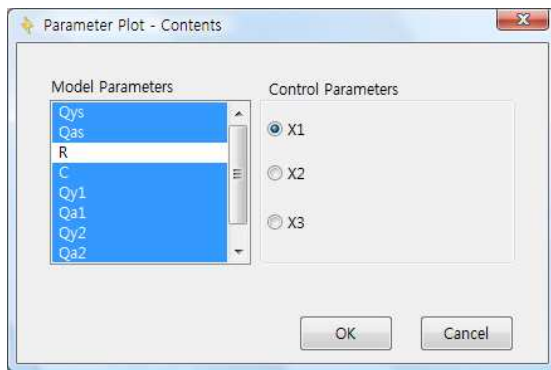 Parameter Plot - Contents
Model Parameters
Qys
Qas
R
C
Qy1
Qa1
Qy2
Qa2
Control Parameters
X1
X2
X3
OK
Cancel